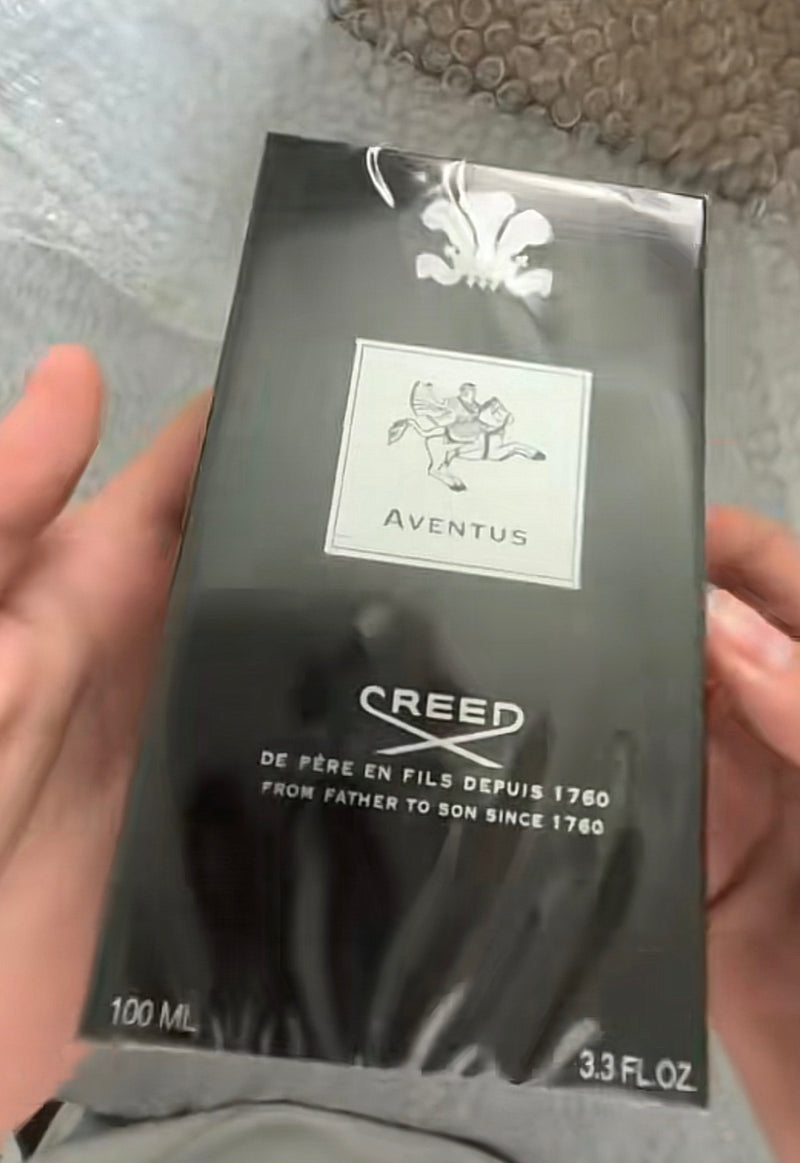 AVENTUS
CREED
DE PÈRE EN FILS DEPUIS 1760
FROM FATHER TO SON SINCE 1760
100 ML
3.3 FL.OZ